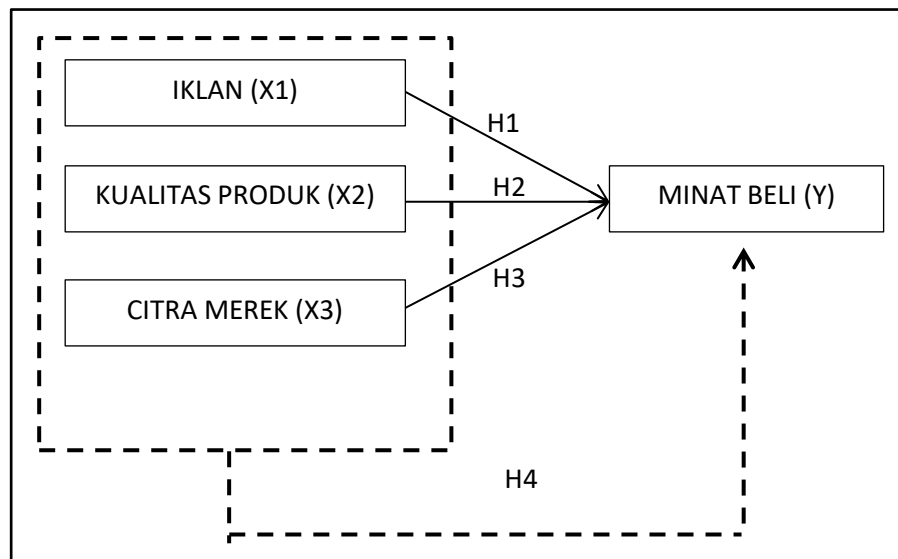 IKLAN (X1)
H1
KUALITAS PRODUK (X2)
H2
MINAT BELI (Y)
H3
CITRA MEREK (X3)
H4